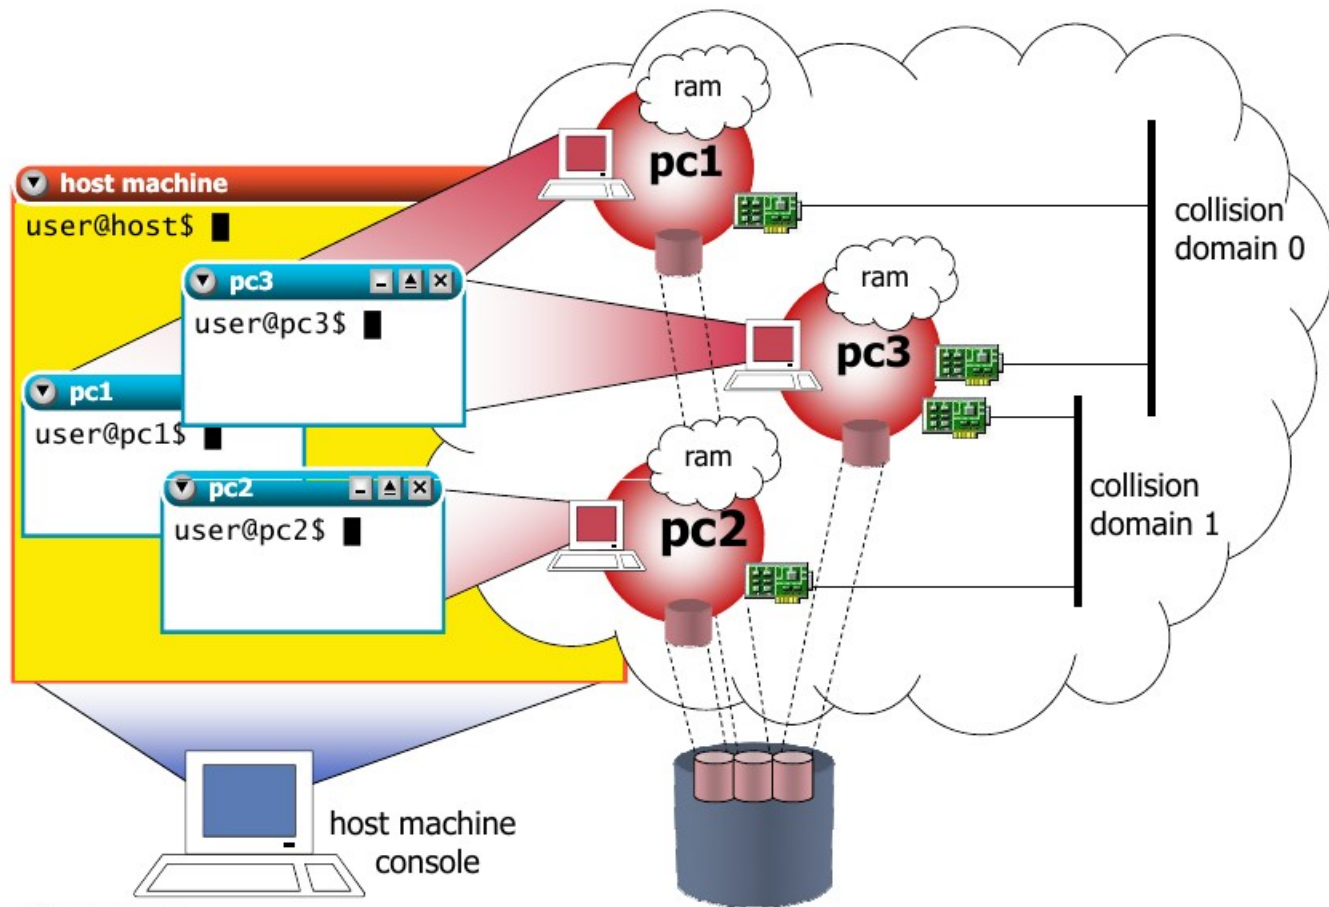 host machine
user@host$
pc3
user@pc3$
pc1
user@pc1$
pc2
user@pc2$
ram
pc1
ram
pc3
ram
pc2
collision
domain 0
collision
domain 1
host machine
console